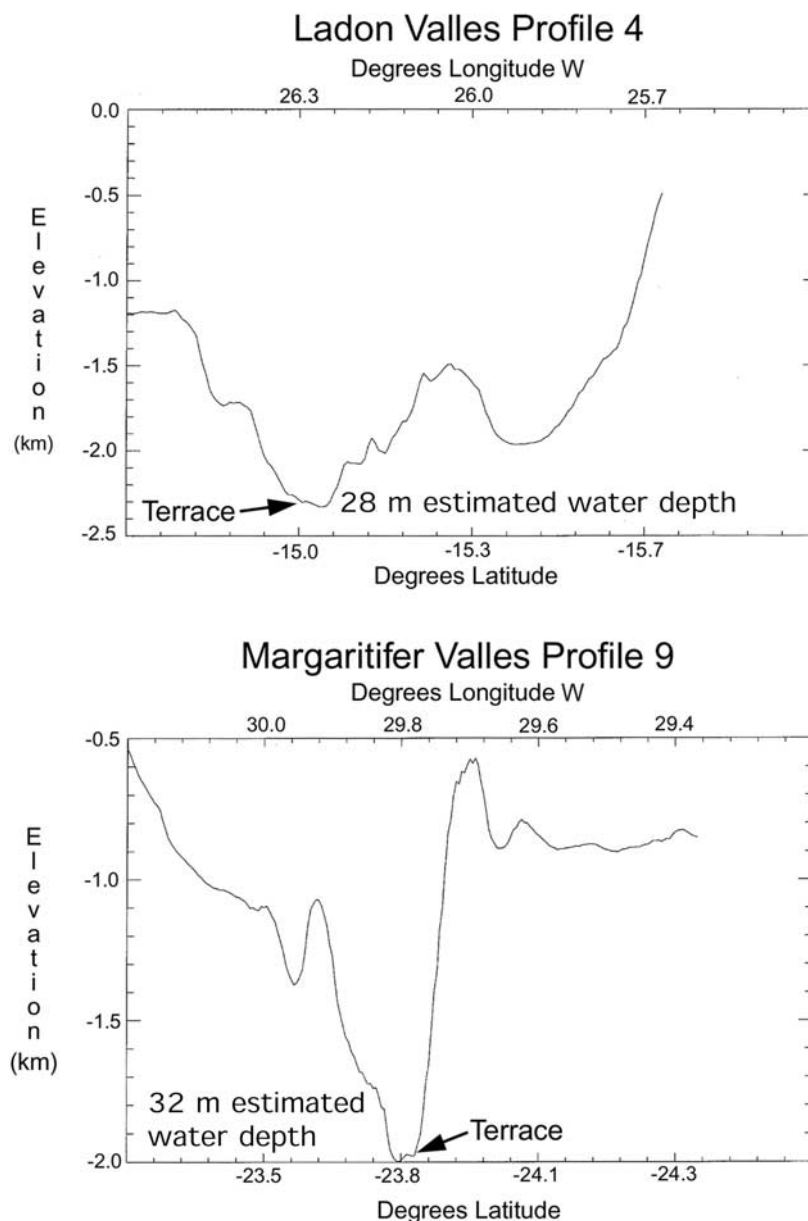 Ladon Valles Profile 4
Degrees Longitude W
26.3 26.0 25.7
0.0
-0.5
-1.0
-1.5
-2.0
-2.5
Elevation
(km)
Terrace
28 m estimated water depth
-15.0 -15.3 -15.7
Degrees Latitude
Margaritifer Valles Profile 9
Degrees Longitude W
30.0 29.8 29.6 29.4
-0.5
-1.0
-1.5
-2.0
Elevation
(km)
32 m estimated
water depth
Terrace
-23.5 -23.8 -24.1 -24.3
Degrees Latitude